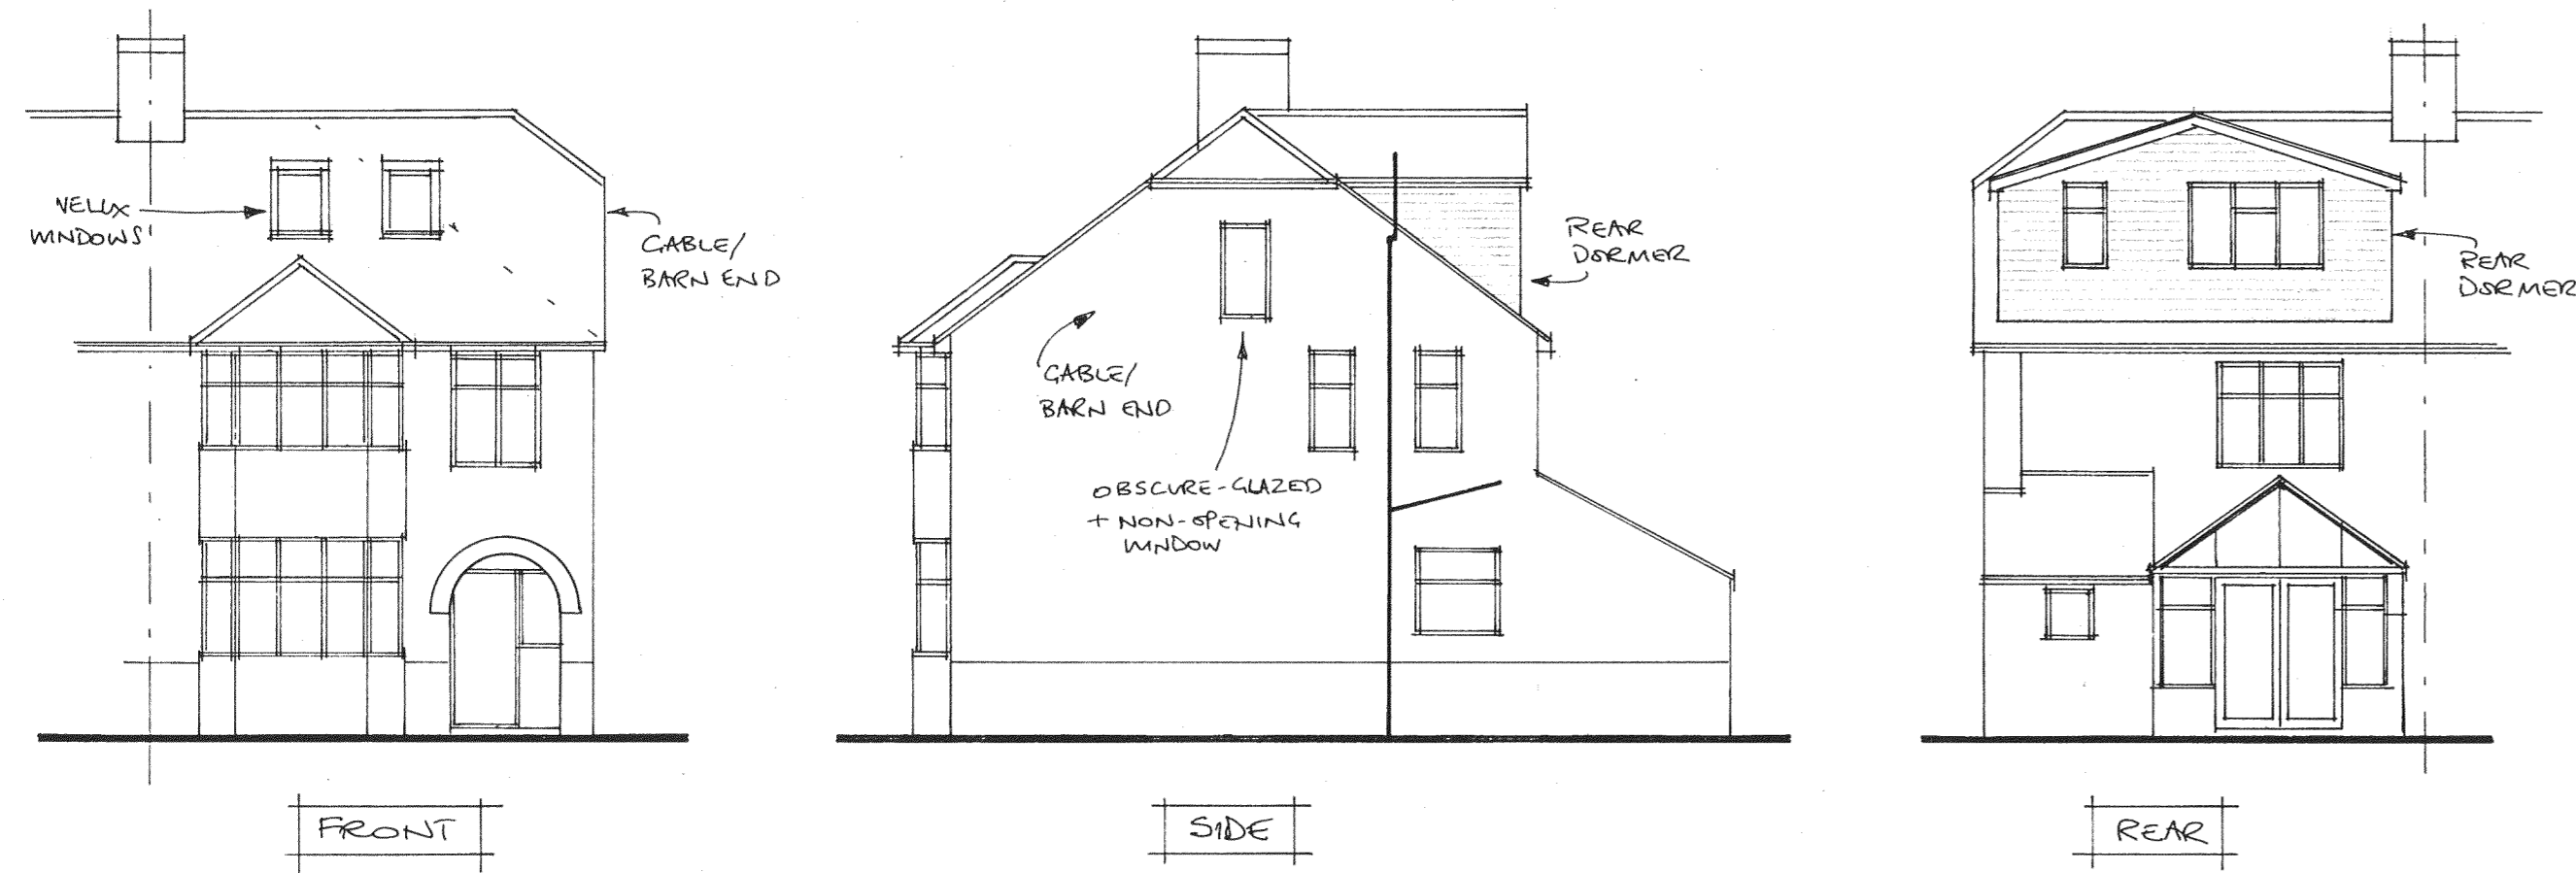 VELUX
WINDOWS
GABLE/
BARN END
GABLE/
BARN END
OBSCURE-GLAZED
+ NON-OPENING
WINDOW
REAR
DORMER
REAR
DORMER
FRONT
SIDE
REAR